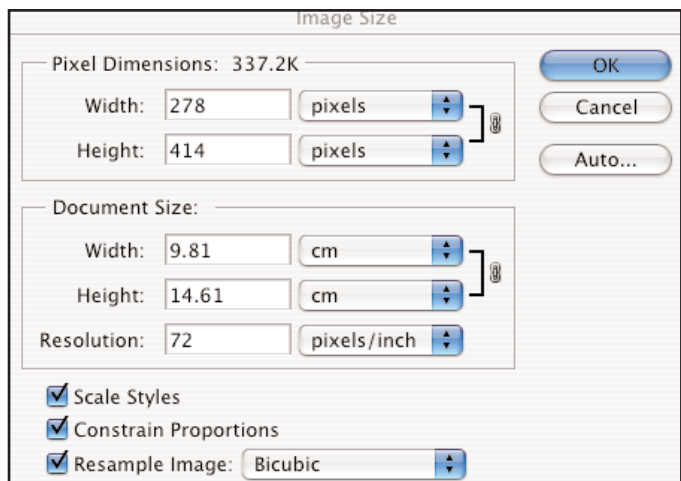 Image Size
Pixel Dimensions: 337.2K
OK
Width: 278 pixels
Cancel
Height: 414 pixels
Auto...
Document Size:
Width: 9.81 cm
Height: 14.61 cm
Resolution: 72 pixels/inch
Scale Styles
Constrain Proportions
Resample Image: Bicubic